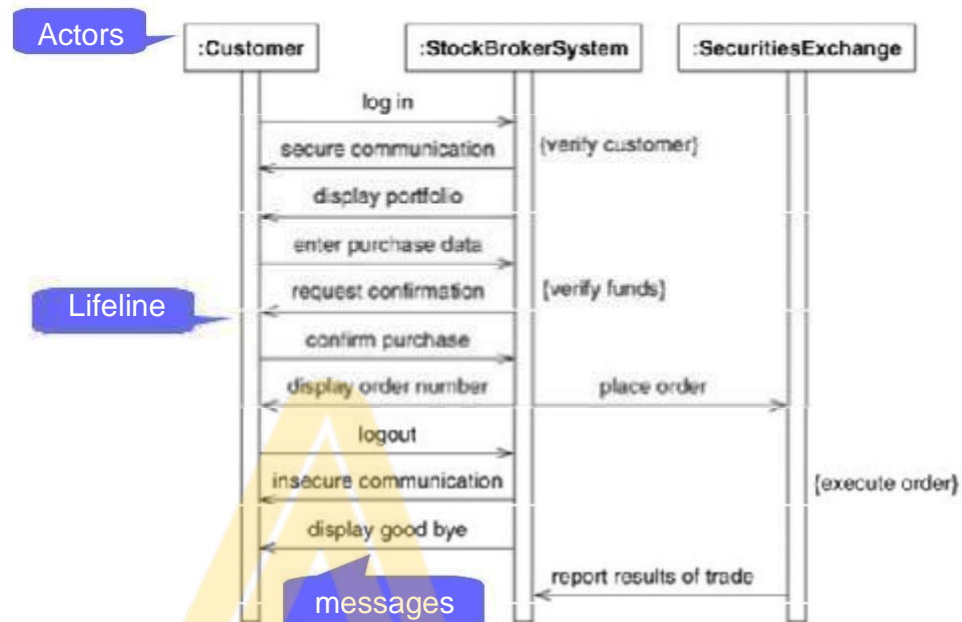 Actors
:Customer
:StockBrokerSystem
:SecuritiesExchange
log in
secure communication
{verify customer}
display portfolio
enter purchase data
request confirmation
{verify funds}
Lifeline
confirm purchase
display order number
place order
logout
insecure communication
{execute order}
display good bye
report results of trade
messages